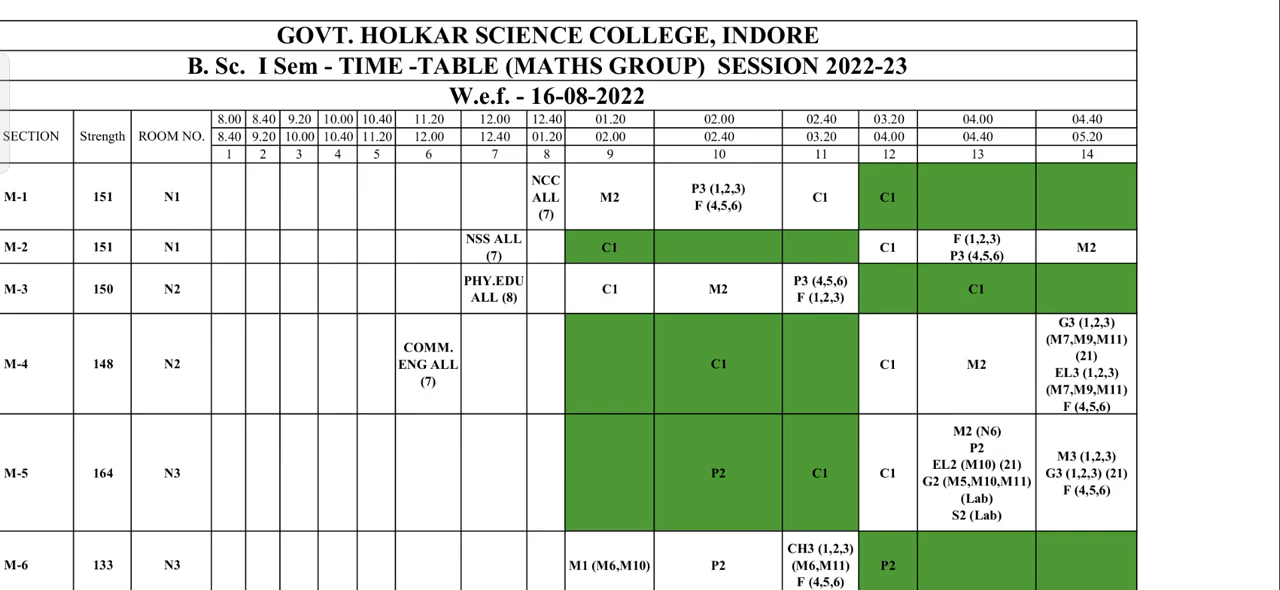 GOVT. HOLKAR SCIENCE COLLEGE, INDORE
B. Sc. I Sem - TIME -TABLE (MATHS GROUP) SESSION 2022-23
W.e.f. - 16-08-2022
SECTION Strength ROOM NO. 8.00 8.40 9.20 10.00 10.40 11.20 12.00 12.40 01.20 02.00 02.40 03.20 04.00 04.40
8.40 9.20 10.00 10.40 11.20 12.00 12.40 01.20 02.00 02.40 03.20 04.00 04.40 05.20
1 2 3 4 5 6 7 8 9 10 11 12 13 14
M-1 151 N1
NCC
ALL
(7)
M2
P3 (1,2,3)
F (4,5,6)
C1
C1
M-2 151 N1
NSS ALL
(7)
C1
C1
F (1,2,3)
P3 (4,5,6)
M2
M-3 150 N2
PHY.EDU
ALL (8)
C1
M2
P3 (4,5,6)
F (1,2,3)
C1
M-4 148 N2
COMM.
ENG ALL
(7)
C1
C1
M2
G3 (1,2,3)
(M7,M9,M11)
(21)
EL3 (1,2,3)
(M7,M9,M11)
F (4,5,6)
M-5 164 N3
P2
C1
C1
M2 (N6)
P2
EL2 (M10) (21)
G2 (M5,M10,M11)
(Lab)
S2 (Lab)
M3 (1,2,3)
G3 (1,2,3) (21)
F (4,5,6)
M-6 133 N3
M1 (M6,M10)
P2
CH3 (1,2,3)
(M6,M11)
F (4,5,6)
P2